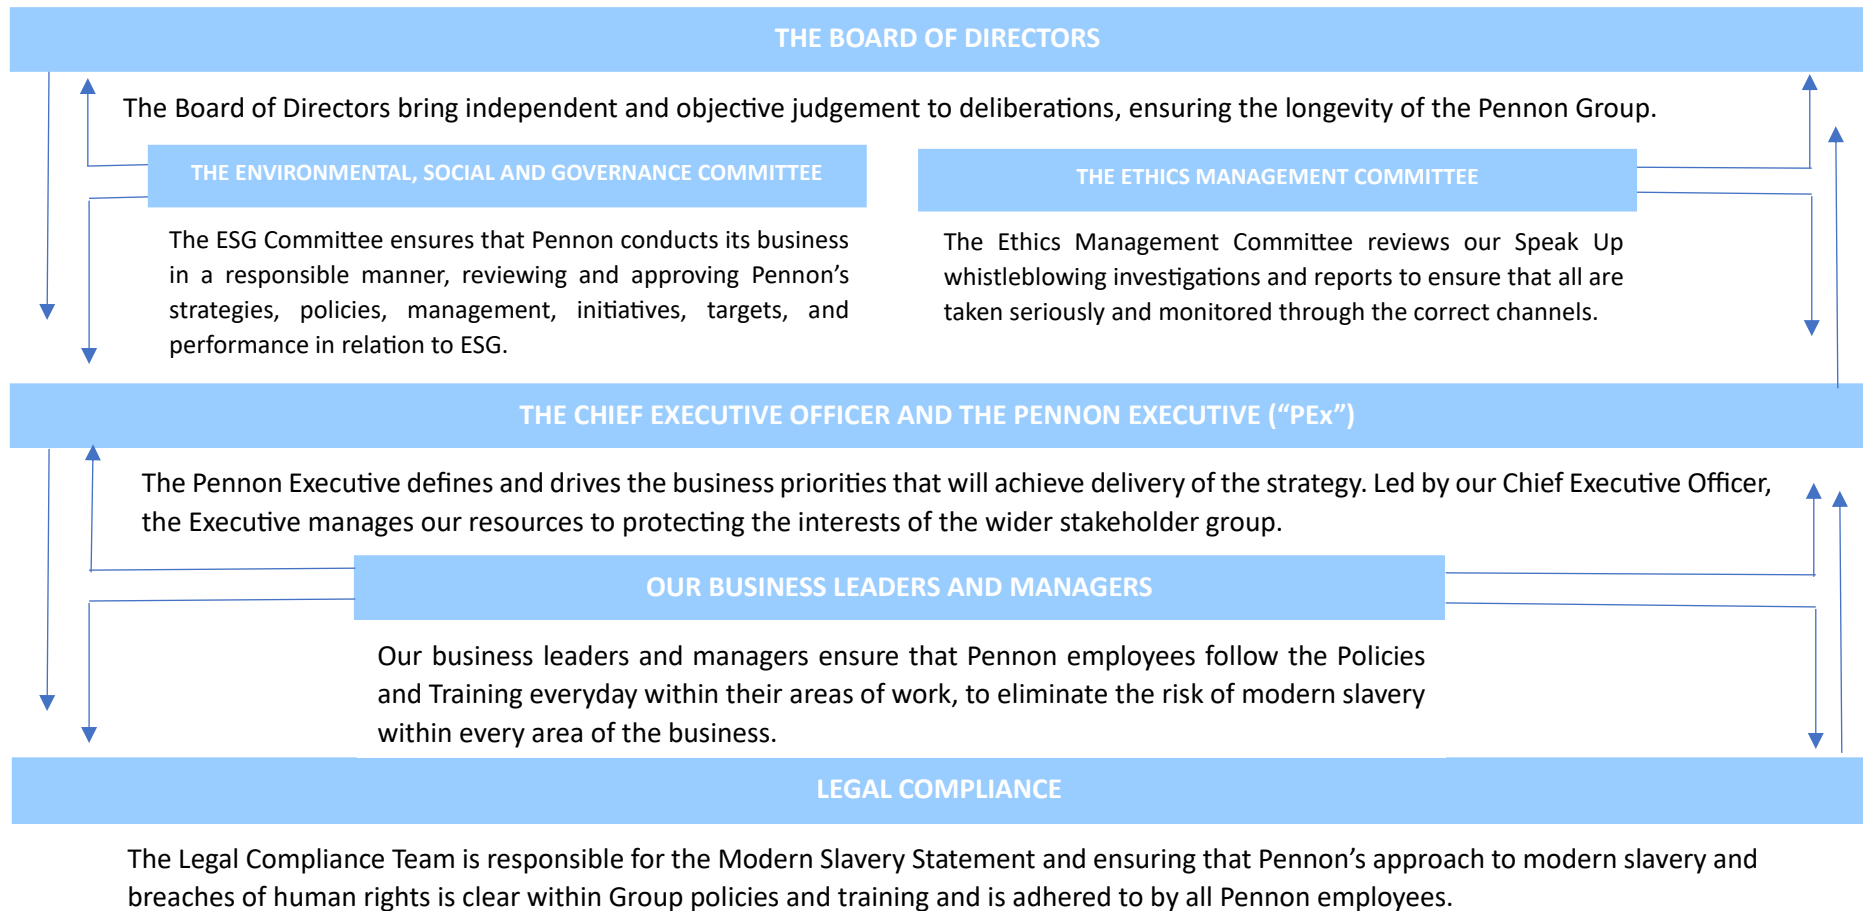 THE BOARD OF DIRECTORS
The Board of Directors bring independent and objective judgement to deliberations, ensuring the longevity of the Pennon Group.
THE ENVIRONMENTAL, SOCIAL AND GOVERNANCE COMMITTEE
The ESG Committee ensures that Pennon conducts its business
in a responsible manner, reviewing and approving Pennon’s
strategies, policies, management, initiatives, targets, and
performance in relation to ESG.
THE ETHICS MANAGEMENT COMMITTEE
The Ethics Management Committee reviews our Speak Up
whistleblowing investigations and reports to ensure that all are
taken seriously and monitored through the correct channels.
THE CHIEF EXECUTIVE OFFICER AND THE PENNON EXECUTIVE (“PEx”)
The Pennon Executive defines and drives the business priorities that will achieve delivery of the strategy. Led by our Chief Executive Officer,
the Executive manages our resources to protecting the interests of the wider stakeholder group.
OUR BUSINESS LEADERS AND MANAGERS
Our business leaders and managers ensure that Pennon employees follow the Policies
and Training everyday within their areas of work, to eliminate the risk of modern slavery
within every area of the business.
LEGAL COMPLIANCE
The Legal Compliance Team is responsible for the Modern Slavery Statement and ensuring that Pennon’s approach to modern slavery and
breaches of human rights is clear within Group policies and training and is adhered to by all Pennon employees.